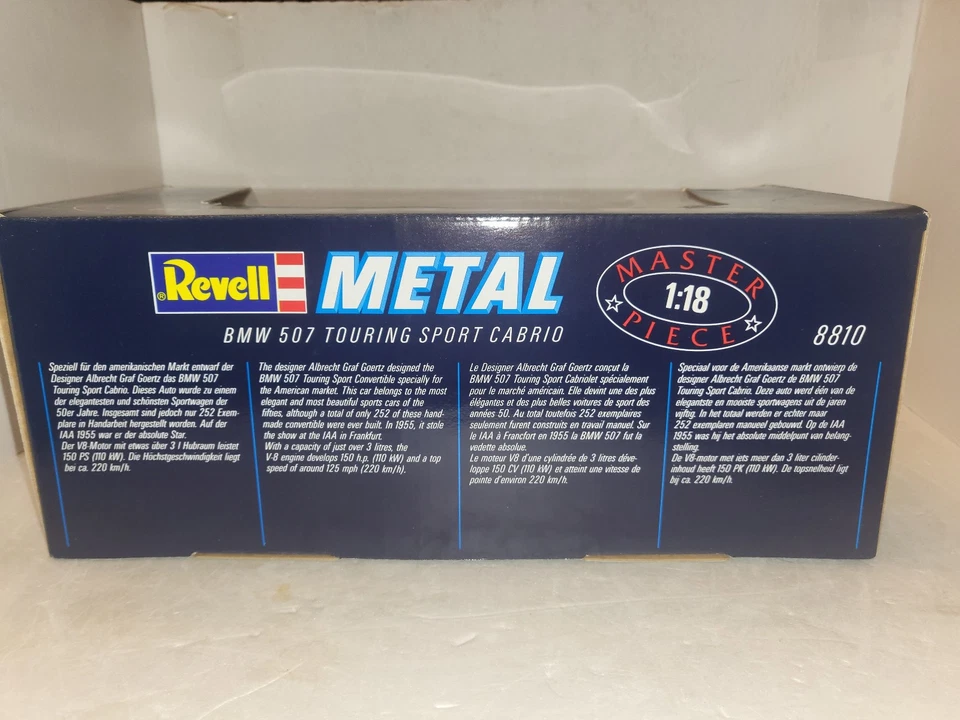 ® Revell METAL
MASTER PIECE
1:18
BMW 507 TOURING SPORT CABRIO
8810
Speziell für den amerikanischen Markt entwarf der
Designer Albrecht Graf Goertz das BMW 507
Touring Sport Cabrio. Dieses Auto wurde zu einem
der elegantesten und schönsten Sportwagen der
50er Jahre. Insgesamt sind jedoch nur 252 Exem-
plare in Handarbeit hergestellt worden. Auf der
IAA 1955 war er der absolute Star.
Der V8-Motor mit etwas über 3 l Hubraum leistet
150 PS (110 kW). Die Höchstgeschwindigkeit liegt
bei ca. 220 km/h.
The designer Albrecht Graf Goertz designed the
BMW 507 Touring Sport Convertible specially for
the American market. This car belongs to the most
elegant and most beautiful sports cars of the
fifties, although a total of only 252 of these hand-
made convertible were ever built. In 1955, it stole
the show at the IAA in Frankfurt.
With a capacity of just over 3 litres, the
V-8 engine develops 150 h.p. (110 kW) and a top
speed of around 125 mph (220 km/h).
Le Designer Albrecht Graf Goertz conçut la
BMW 507 Touring Sport Cabriolet spécialement
pour le marché américain. Elle devint une des plus
élégantes et des plus belles voitures de sport des
années 50. Au total toutefois 252 exemplaires
seulement furent construits en travail manuel. Sur
le IAA à Francfort en 1955 la BMW 507 fut la
vedette absolue.
Le moteur V8 d'une cylindrée de 3 litres déve-
loppe 150 CV (110 kW) et atteint une vitesse de
pointe d'environ 220 km/h.
Speciaal voor de Amerikaanse markt ontwierp de
designer Albrecht Graf Goertz de BMW 507
Touring Sport Cabrio. Deze auto werd één van de
elegantste en mooiste sportwagens uit de jaren
vijftig. In het totaal werden er echter maar
252 exemplaren manueel gebouwd. Op de IAA
1955 was hij het absolute middelpunt van belang-
stelling.
De V8-motor met iets meer dan 3 liter cilinder-
inhoud heeft 150 PK (110 kW). De topsnelheid ligt
bij ca. 220 km/h.